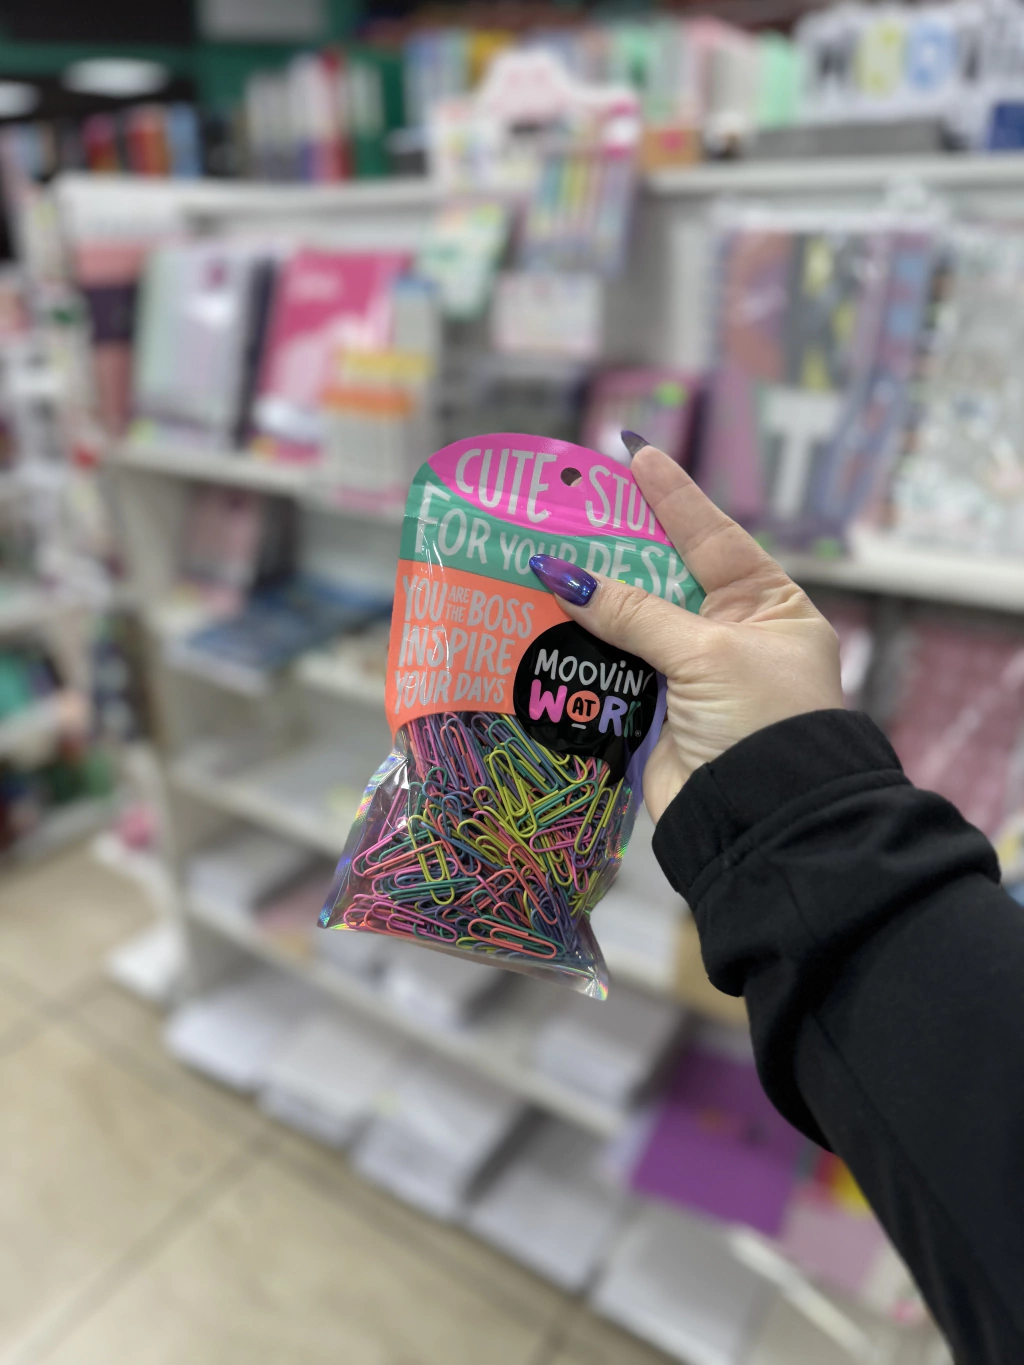 CUTE
FOR YOUR DESK
YOU ARE THE BOSS
INSPIRE
YOUR DAYS
MOOVIN'
WORK
AT